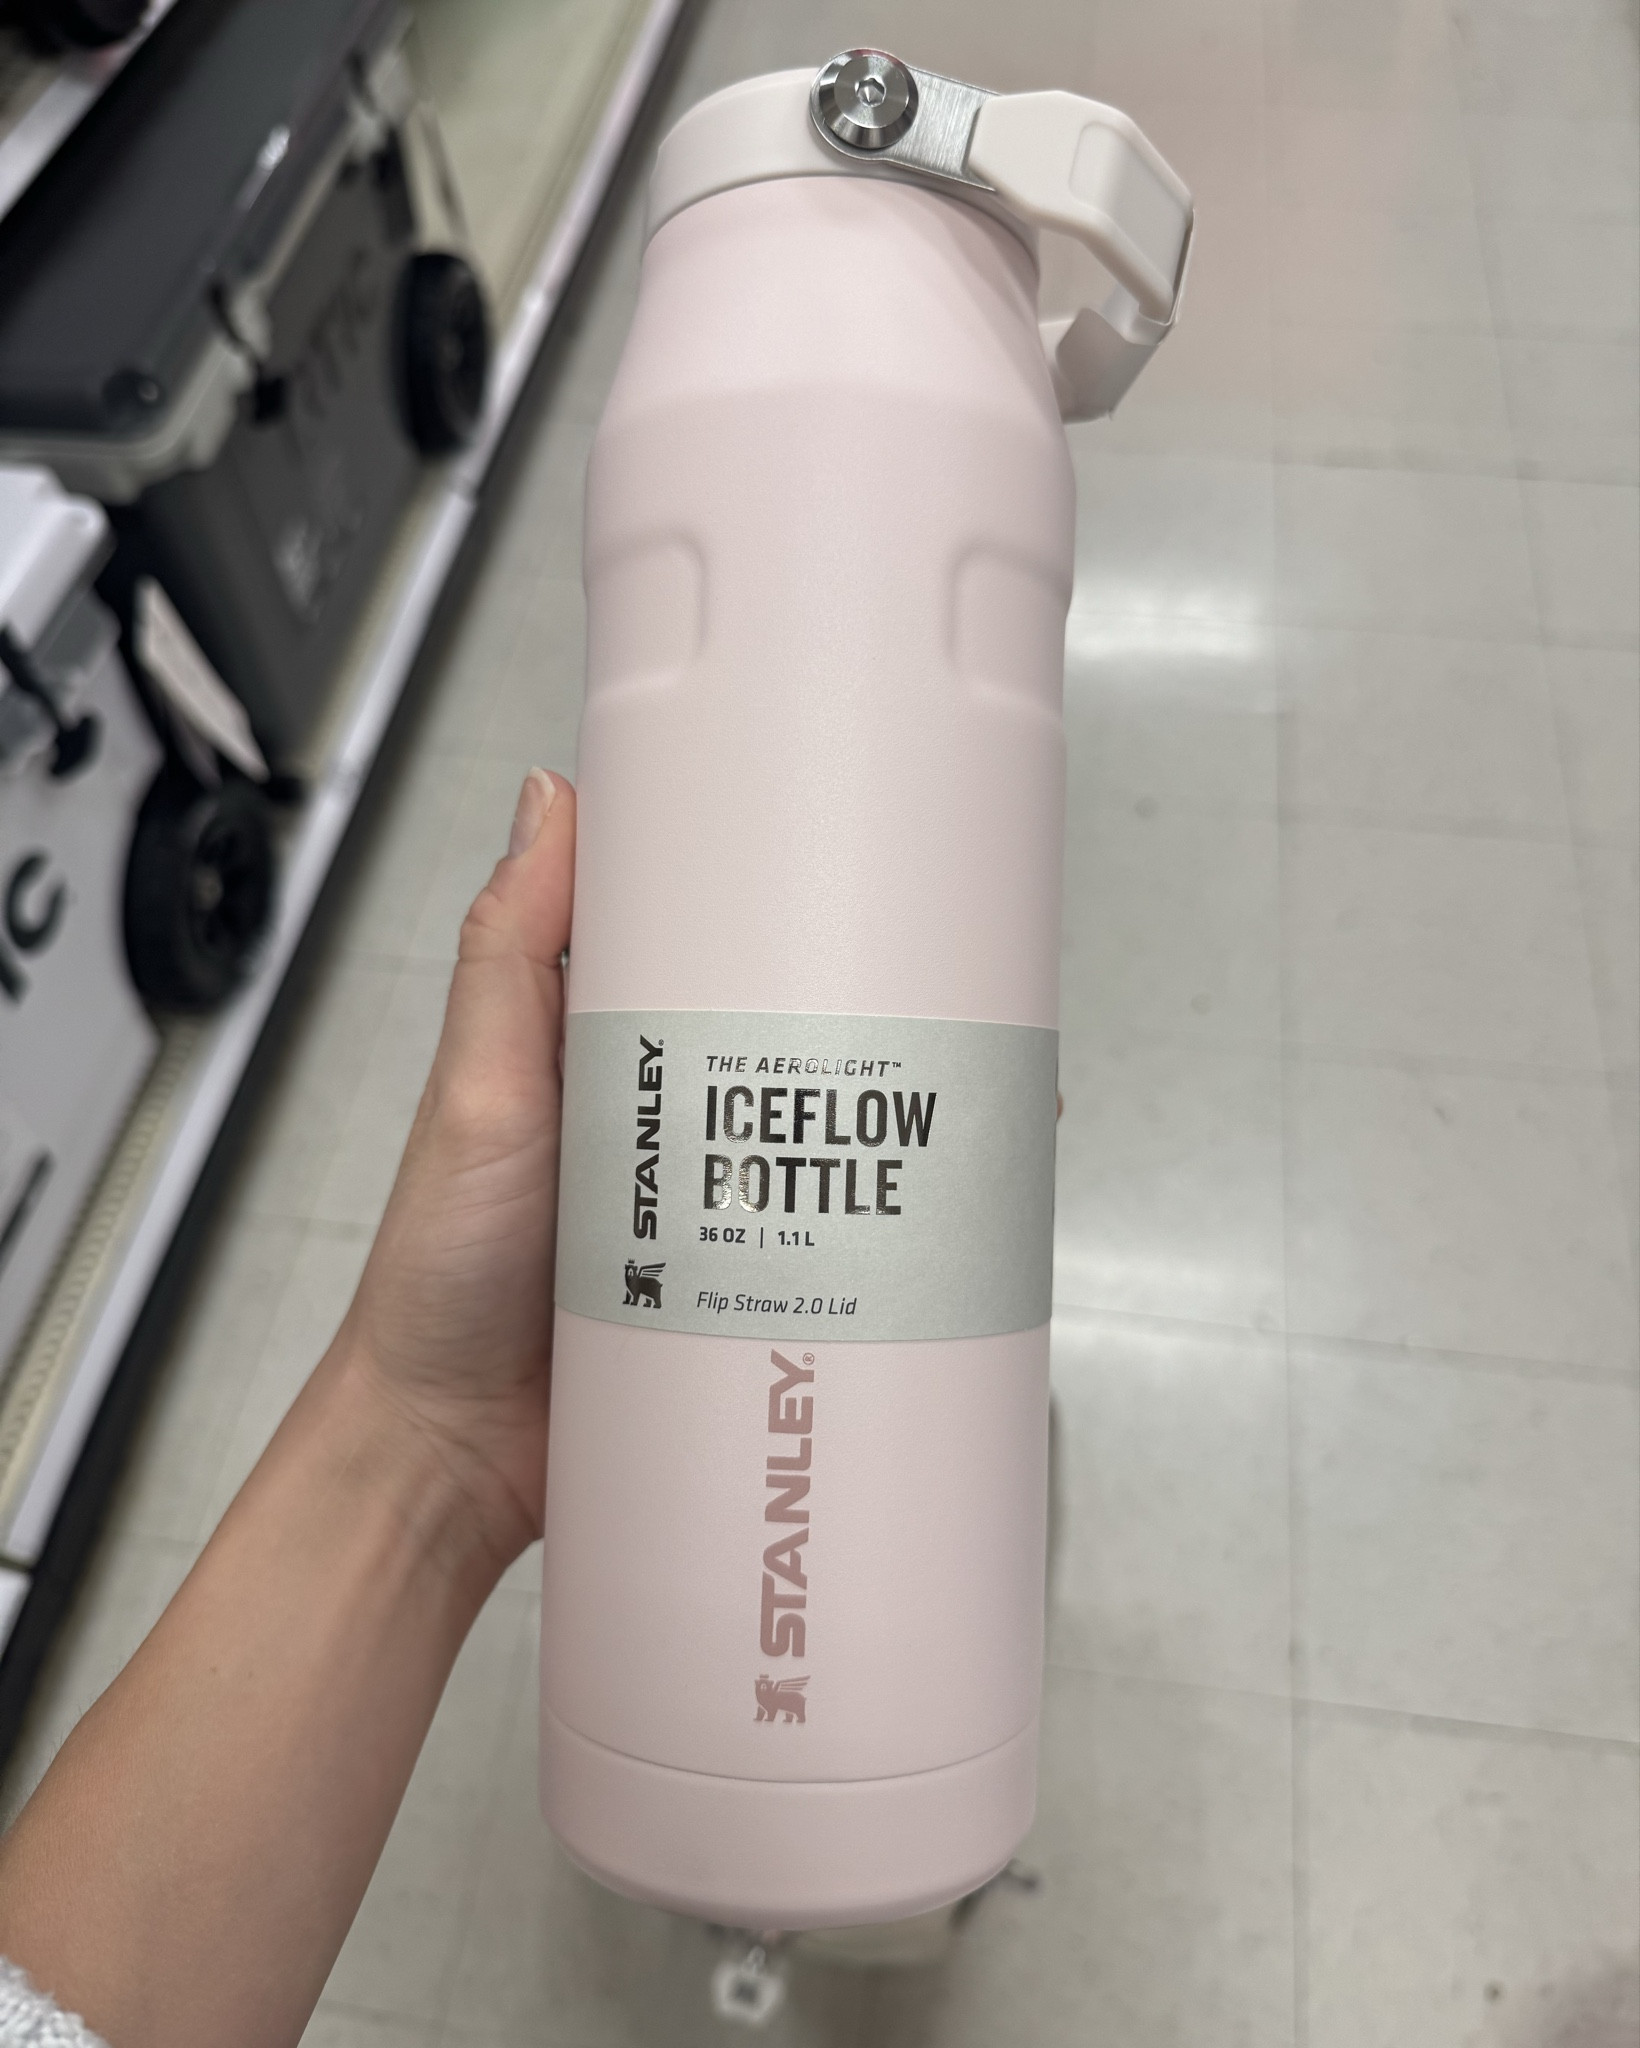 STANLEY®
THE AEROLIGHT™
ICEFLOW
BOTTLE
36 OZ | 1.1 L
Flip Straw 2.0 Lid
STANLEY®